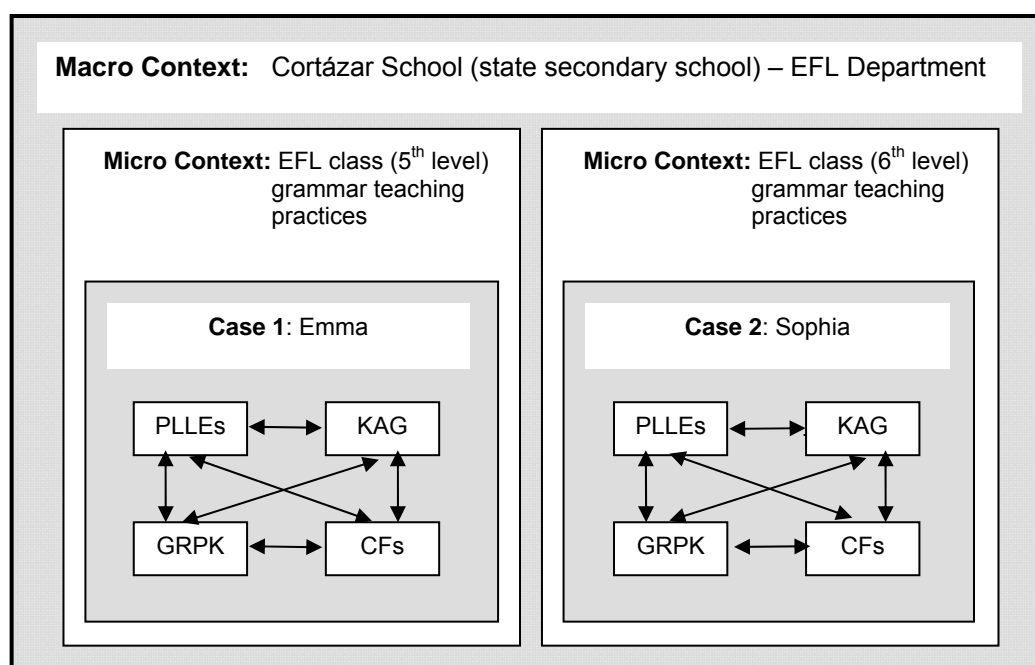 Macro Context: Cortázar School (state secondary school) – EFL Department
Micro Context: EFL class (5th level)
grammar teaching
practices
Case 1: Emma
PLLEs
KAG
GRPK
CFs
Micro Context: EFL class (6th level)
grammar teaching
practices
Case 2: Sophia
PLLEs
KAG
GRPK
CFs